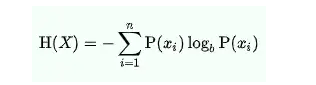 H(X) = − ∑_{i=1}^{n} P(x_i) log_b P(x_i)